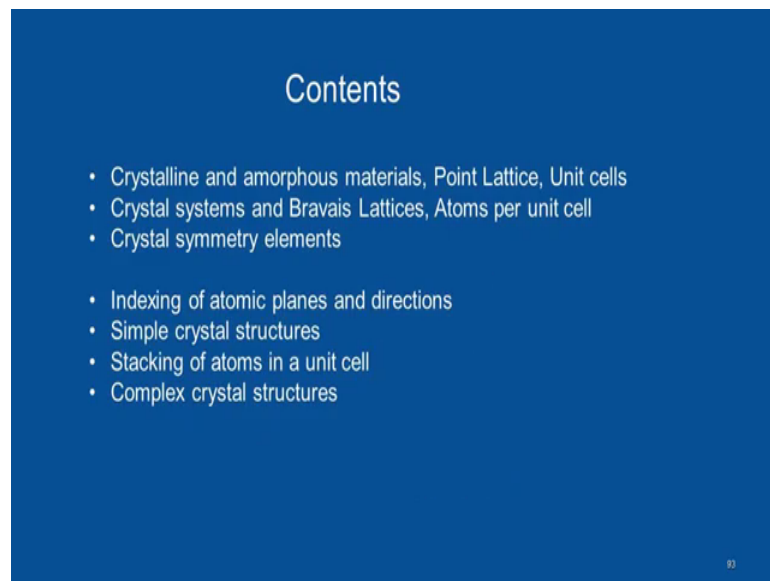 Contents
• Crystalline and amorphous materials, Point Lattice, Unit cells
• Crystal systems and Bravais Lattices, Atoms per unit cell
• Crystal symmetry elements
• Indexing of atomic planes and directions
• Simple crystal structures
• Stacking of atoms in a unit cell
• Complex crystal structures
93